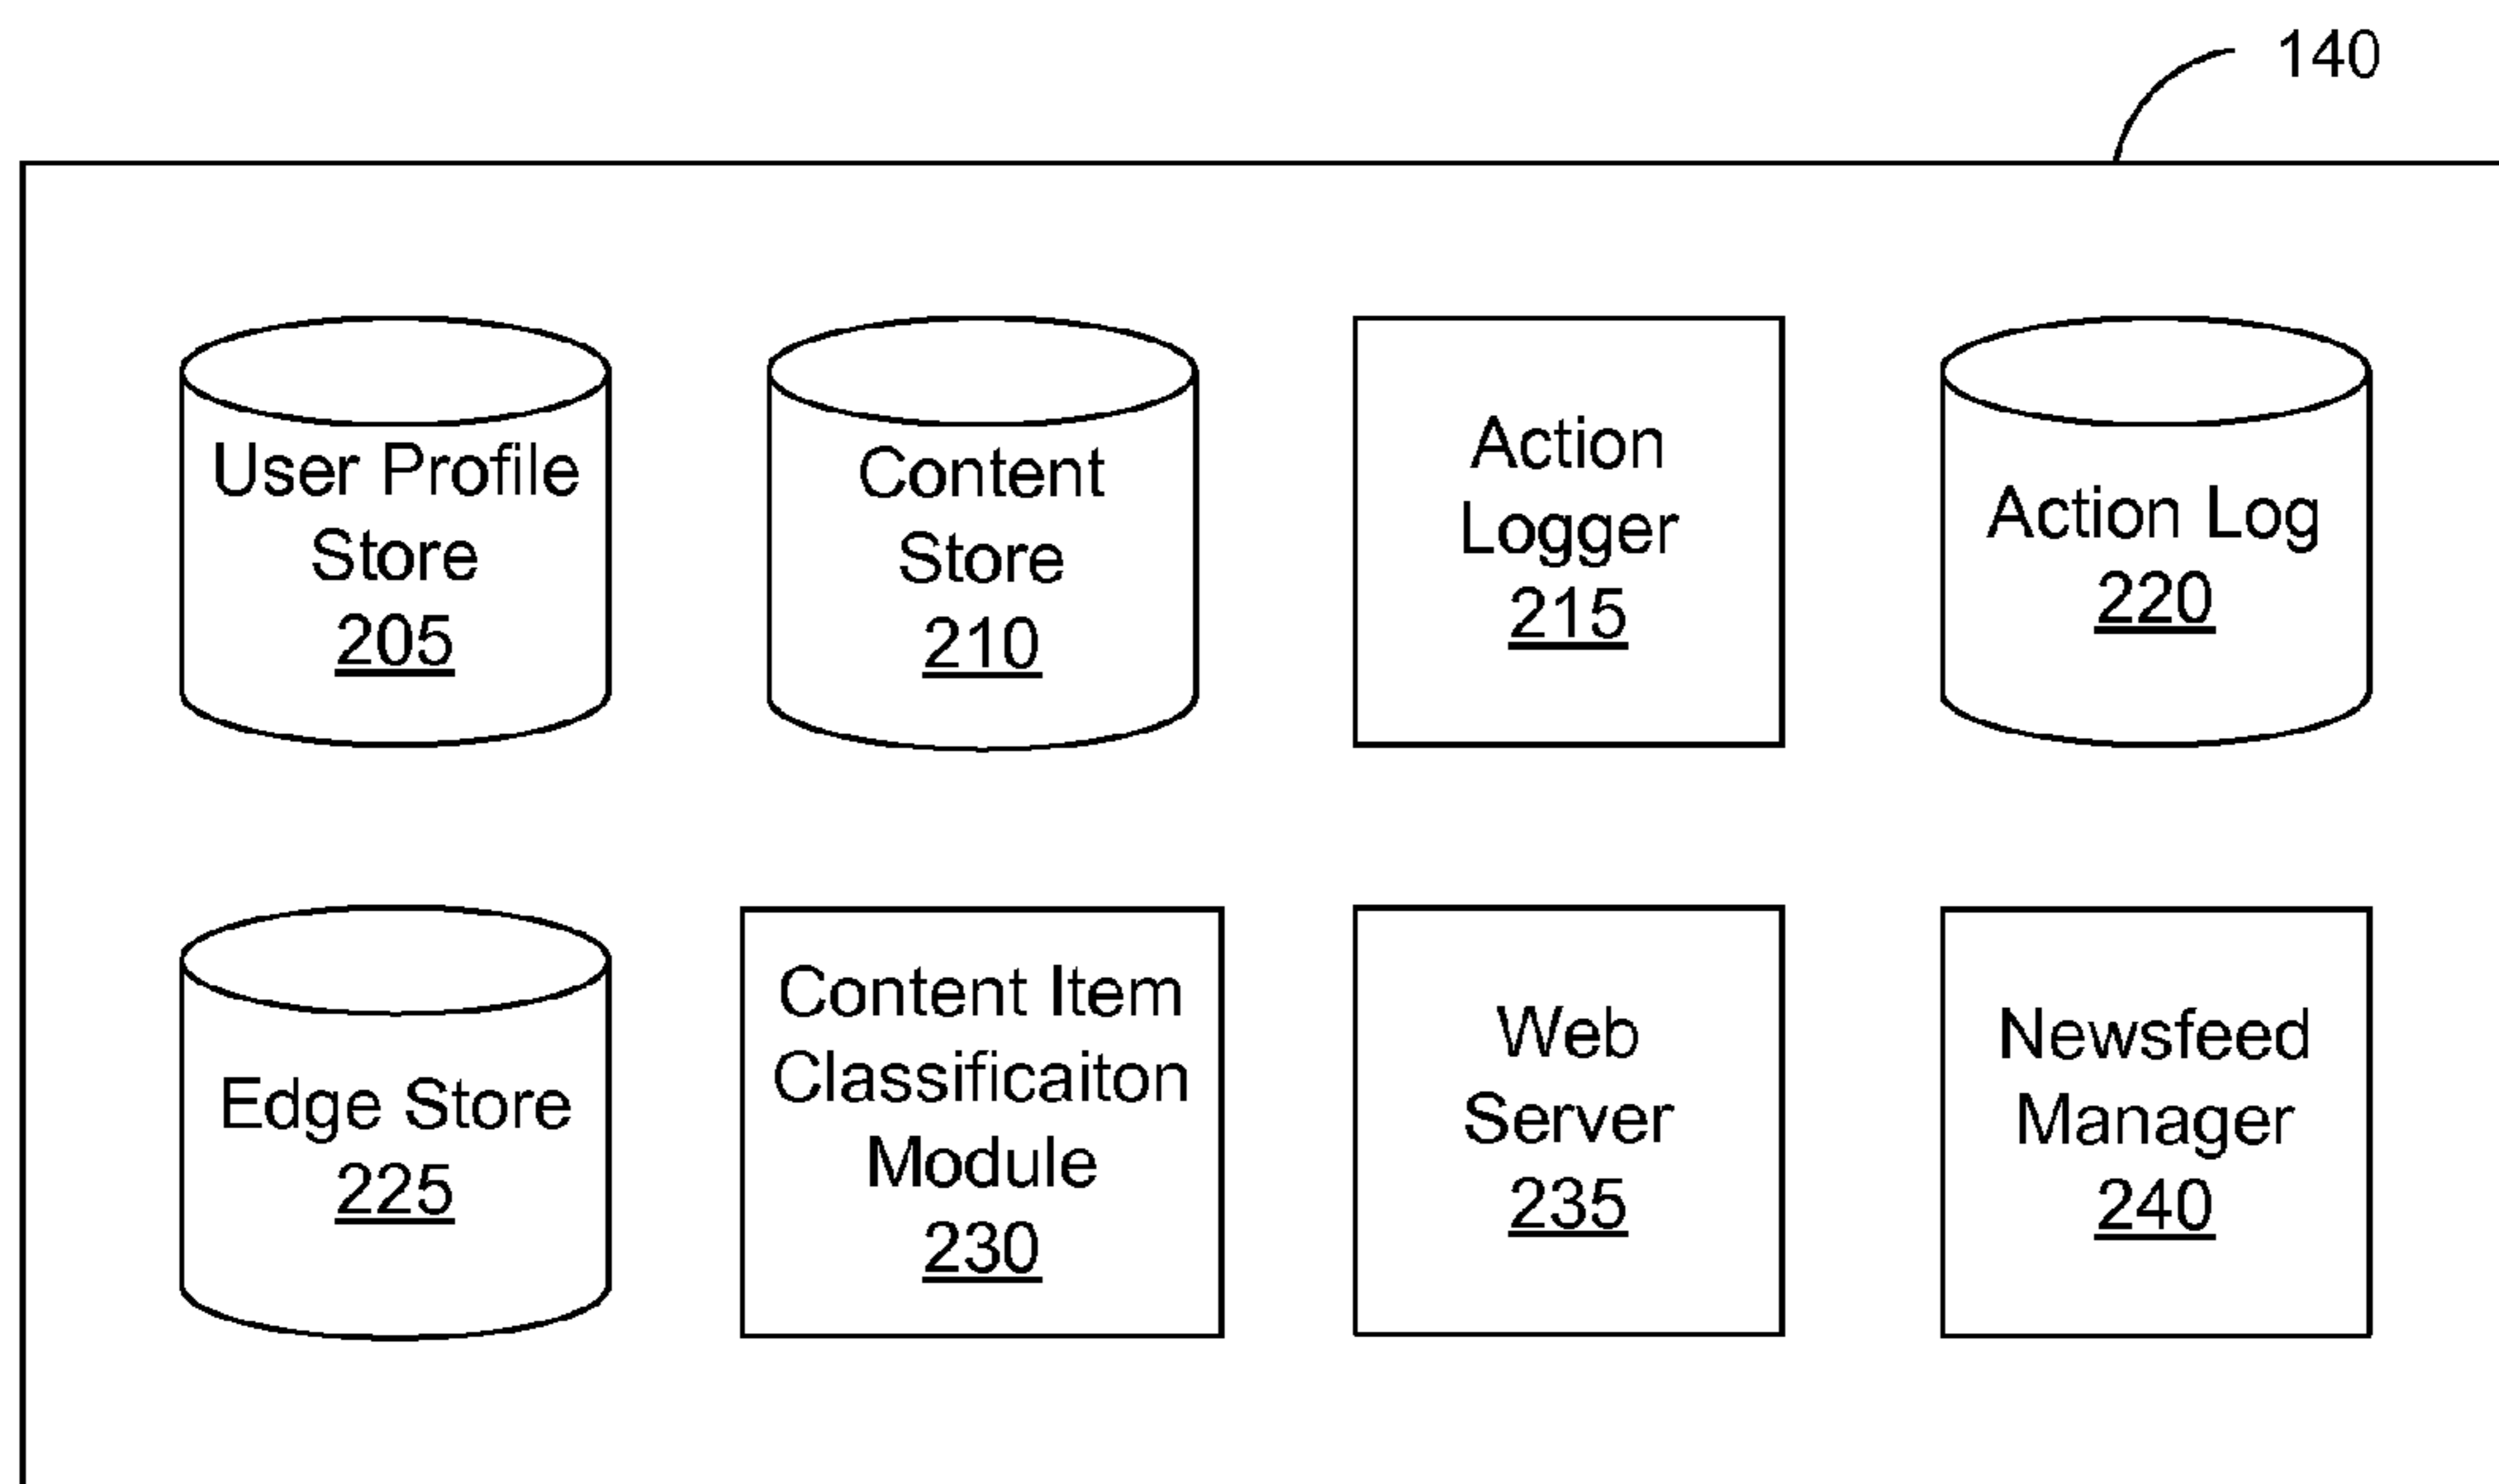 140
User Profile
Store
205
Content
Store
210
Action
Logger
215
Action Log
220
Edge Store
225
Content Item
Classificaiton
Module
230
Web
Server
235
Newsfeed
Manager
240